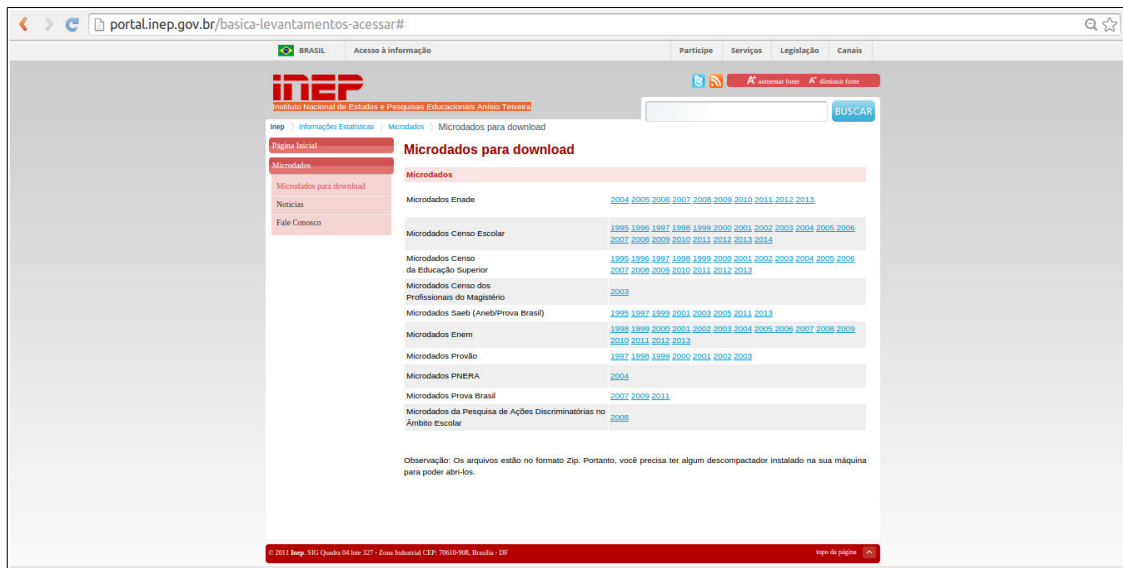 portal.inep.gov.br/basica-levantamentos-acessar#
BRASIL Acesso à informação Participe Serviços Legislação Canais
inep
A+ aumentar fonte A- diminuir fonte
Instituto Nacional de Estudos e Pesquisas Educacionais Anísio Teixeira
BUSCAR
Inep Informações Estatísticas Microdados Microdados para download
Página Inicial
Microdados
Microdados para download
Notícias
Fale Conosco
Microdados para download
Microdados
Microdados Enade 2004 2005 2006 2007 2008 2009 2010 2011 2012 2013
Microdados Censo Escolar 1995 1996 1997 1998 1999 2000 2001 2002 2003 2004 2005 2006
2007 2008 2009 2010 2011 2012 2013 2014
Microdados Censo 1995 1996 1997 1998 1999 2000 2001 2002 2003 2004 2005 2006
da Educação Superior 2007 2008 2009 2010 2011 2012 2013
Microdados Censo dos
Profissionais do Magistério 2003
Microdados Saeb (Aneb/Prova Brasil) 1995 1997 1999 2001 2003 2005 2011 2013
Microdados Enem 1998 1999 2000 2001 2002 2003 2004 2005 2006 2007 2008 2009
2010 2011 2012 2013
Microdados Provão 1997 1998 1999 2000 2001 2002 2003
Microdados PNERA 2004
Microdados Prova Brasil 2007 2009 2011
Microdados da Pesquisa de Ações Discriminatórias no
Âmbito Escolar 2008
Observação: Os arquivos estão no formato Zip. Portanto, você precisa ter algum descompactador instalado na sua máquina
para poder abri-los.
© 2011 Inep. SIG Quadra 04 lote 327 - Zona Industrial CEP: 70610-908, Brasília - DF topo da página